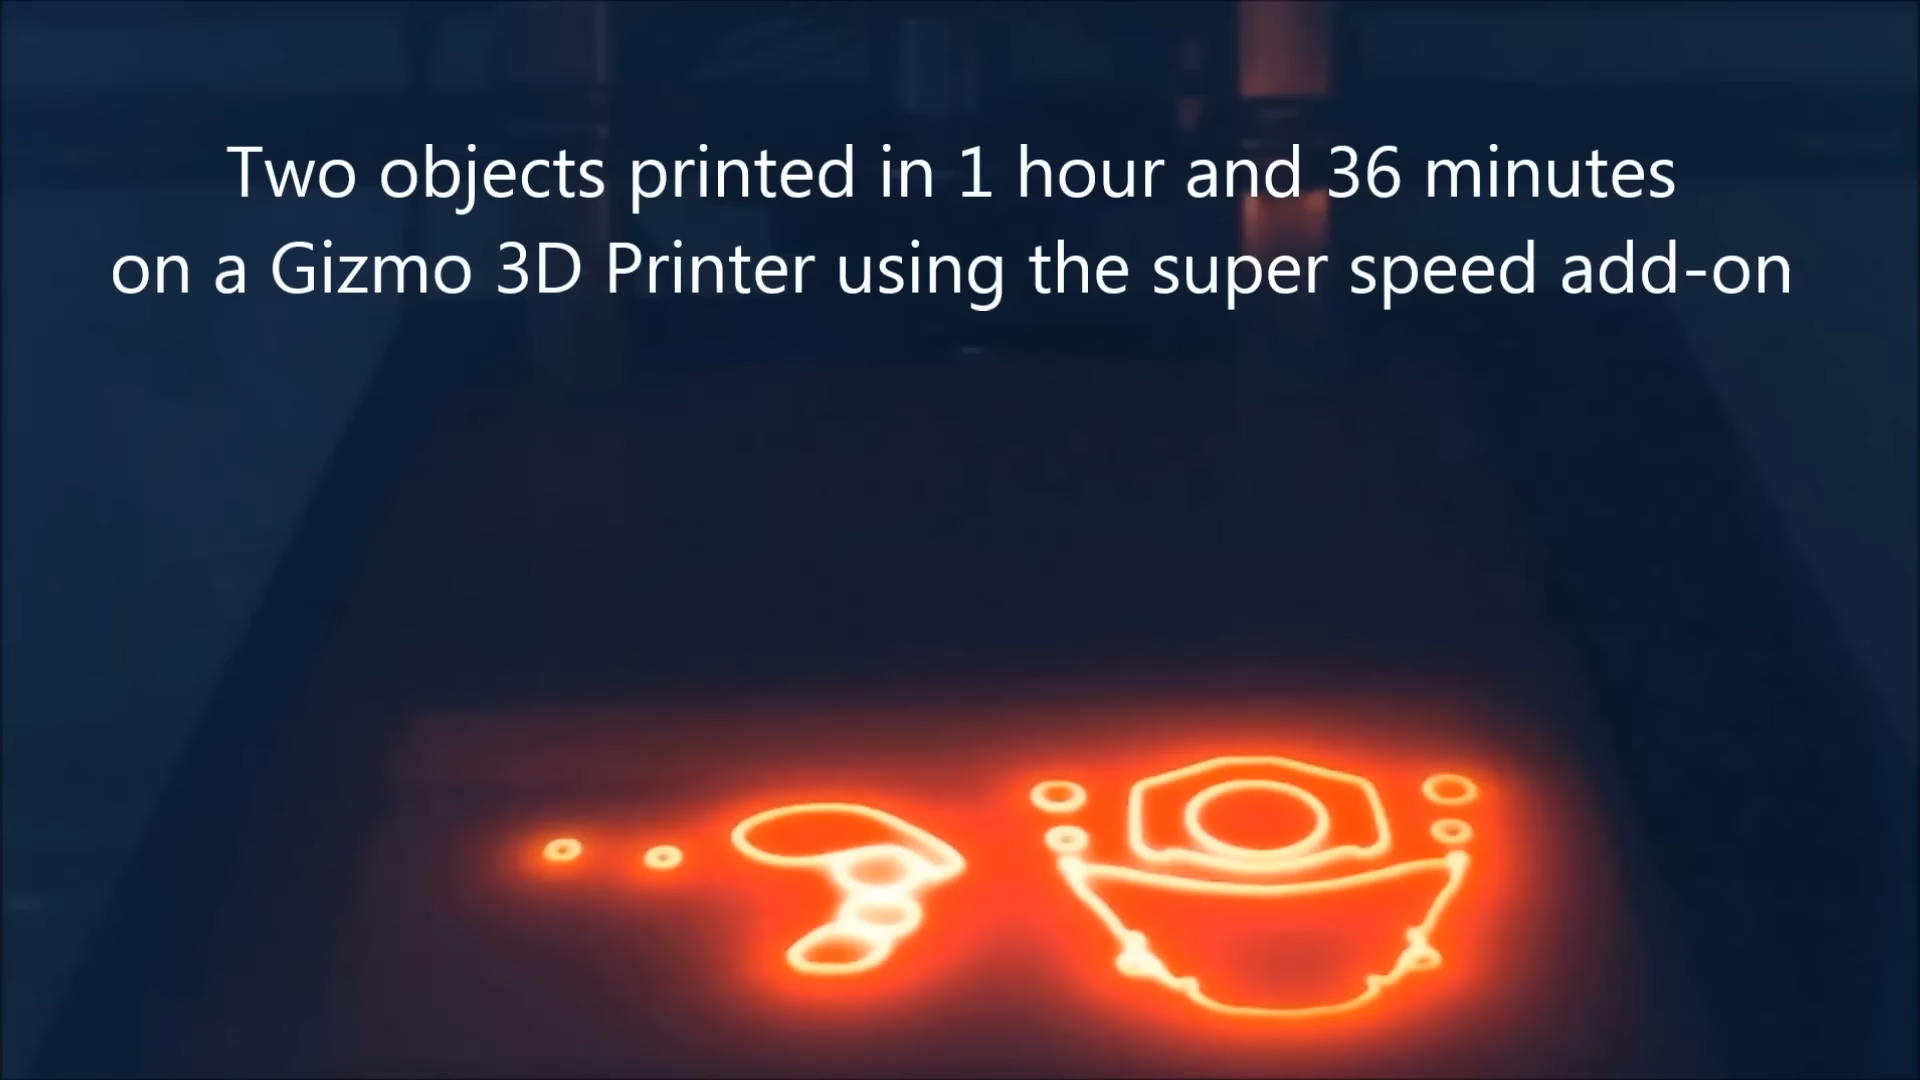 Two objects printed in 1 hour and 36 minutes
on a Gizmo 3D Printer using the super speed add-on